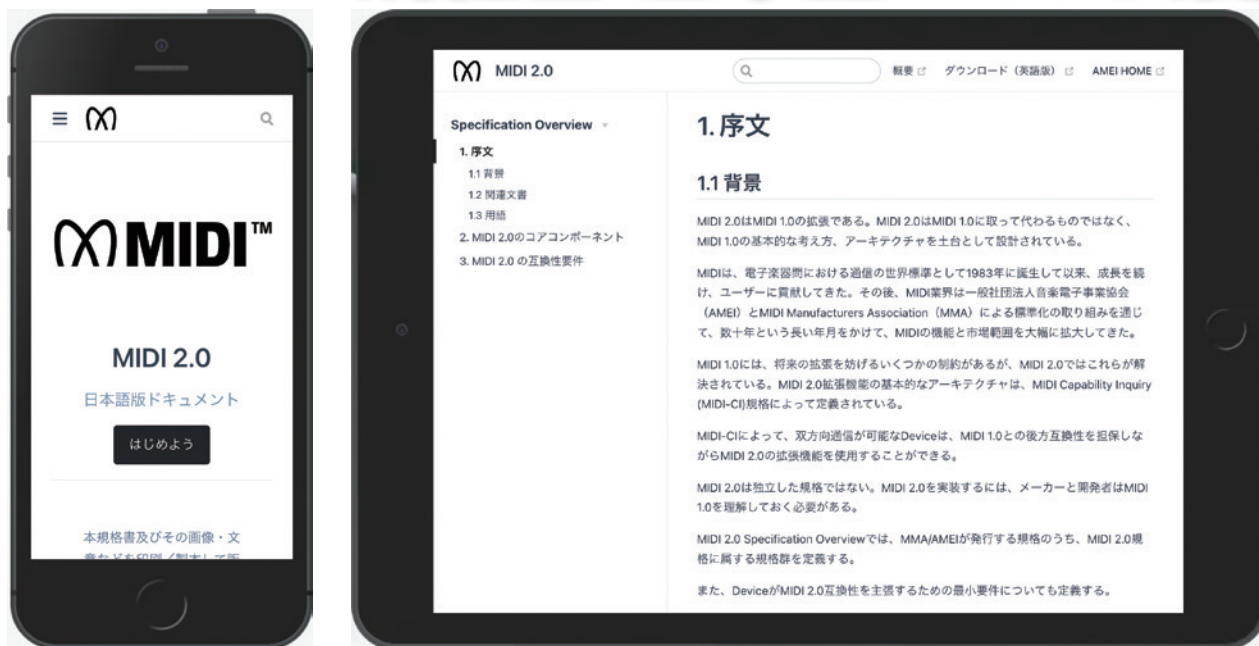 MIDI™
MIDI 2.0
日本語版ドキュメント
はじめよう
本規格書及びその画像・文
MIDI 2.0
概要
ダウンロード（英語版）
AMEI HOME
Specification Overview
1. 序文
1.1 背景
1.2 関連文書
1.3 用語
2. MIDI 2.0のコアコンポーネント
3. MIDI 2.0 の互換性要件
1. 序文
1.1 背景
MIDI 2.0はMIDI 1.0の拡張である。MIDI 2.0はMIDI 1.0に取って代わるものではなく、
MIDI 1.0の基本的な考え方、アーキテクチャを土台として設計されている。
MIDIは、電子楽器間における通信の世界標準として1983年に誕生して以来、成長を続
け、ユーザーに貢献してきた。その後、MIDI業界は一般社団法人音楽電子事業協会
（AMEI）とMIDI Manufacturers Association（MMA）による標準化の取り組みを通じ
て、数十年という長い年月をかけて、MIDIの機能と市場範囲を大幅に拡大してきた。
MIDI 1.0には、将来の拡張を妨げるいくつかの制約があるが、MIDI 2.0ではこれらが解
決されている。MIDI 2.0拡張機能の基本的なアーキテクチャは、MIDI Capability Inquiry
(MIDI-CI)規格によって定義されている。
MIDI-CIによって、双方向通信が可能なDeviceは、MIDI 1.0との後方互換性を担保しな
がらMIDI 2.0の拡張機能を使用することができる。
MIDI 2.0は独立した規格ではない。MIDI 2.0を実装するには、メーカーと開発者はMIDI
1.0を理解しておく必要がある。
MIDI 2.0 Specification Overviewでは、MMA/AMEIが発行する規格のうち、MIDI 2.0規
格に属する規格群を定義する。
また、DeviceがMIDI 2.0互換性を主張するための最小要件についても定義する。